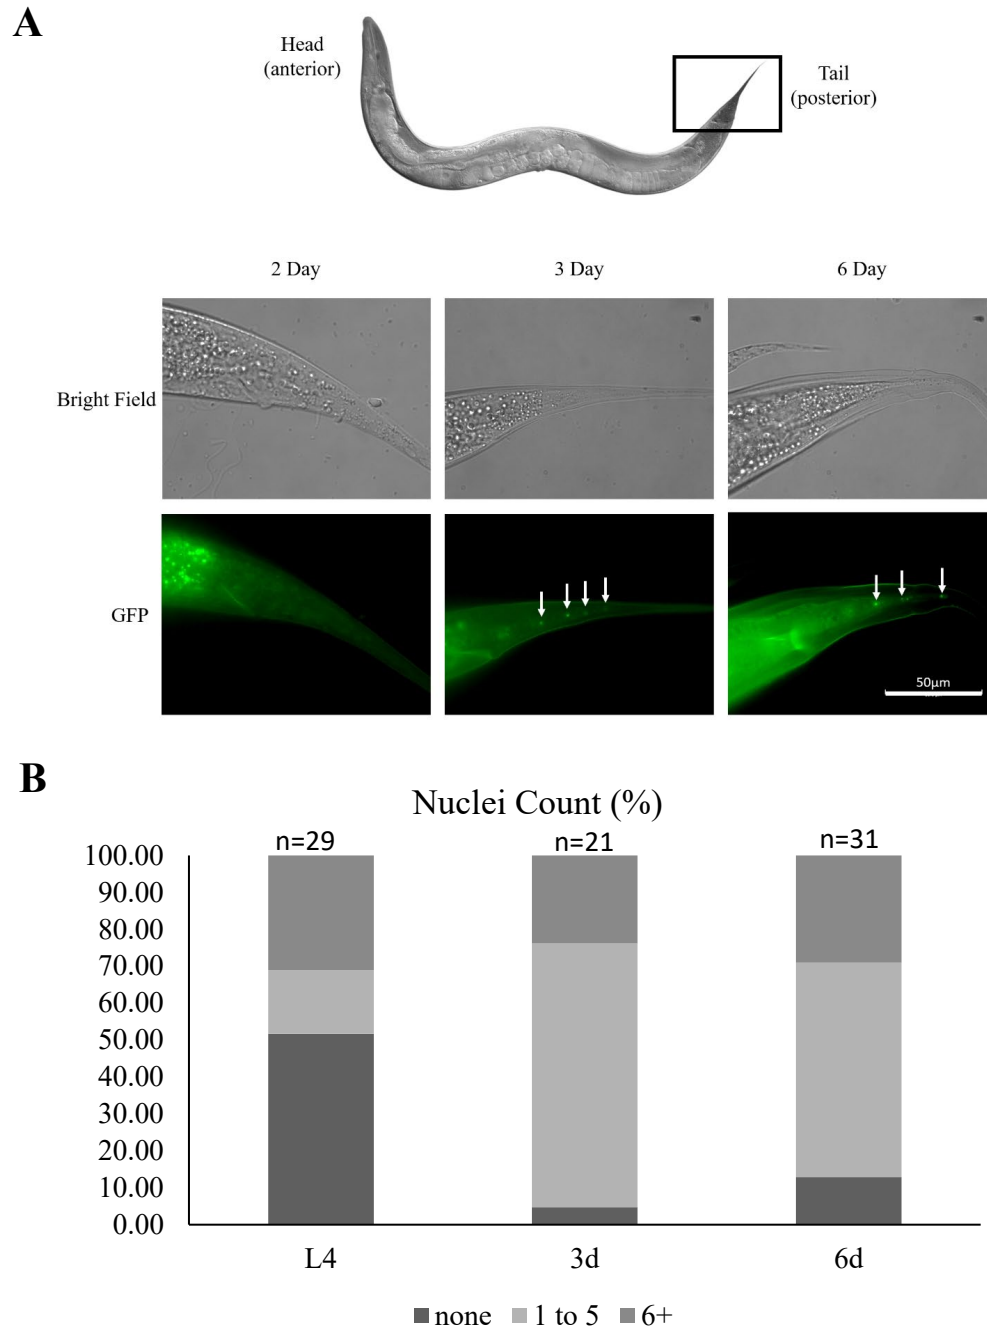 A
Head
(anterior)
Tail
(posterior)
2 Day
3 Day
6 Day
Bright Field
GFP
50μm
B
Nuclei Count (%)
n=29
n=21
n=31
100.00
90.00
80.00
70.00
60.00
50.00
40.00
30.00
20.00
10.00
0.00
L4
3d
6d
none
1 to 5
6+